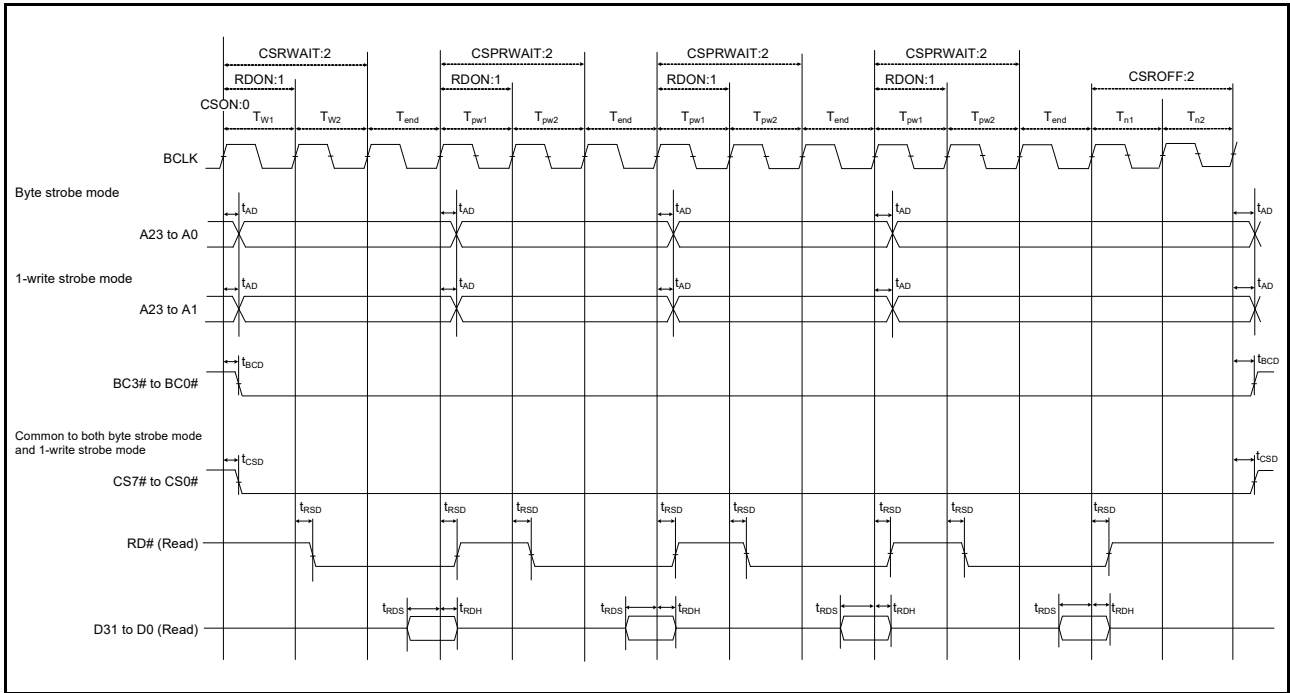 CSRWAIT:2 CSPRWAIT:2 CSPRWAIT:2 CSPRWAIT:2
RDON:1 RDON:1 RDON:1 RDON:1 CSROFF:2
CSON:0
TW1 TW2 Tend Tpw1 Tpw2 Tend Tpw1 Tpw2 Tend Tpw1 Tpw2 Tend Tn1 Tn2
BCLK
Byte strobe mode
tAD tAD tAD tAD tAD
A23 to A0
1-write strobe mode
tAD tAD tAD tAD tAD
A23 to A1
tBCD tBCD
BC3# to BC0#
Common to both byte strobe mode
and 1-write strobe mode
tCSD tCSD
CS7# to CS0#
tRSD tRSD tRSD tRSD tRSD tRSD tRSD tRSD
RD# (Read)
tRDS tRDH tRDS tRDH tRDS tRDH tRDS tRDH
D31 to D0 (Read)